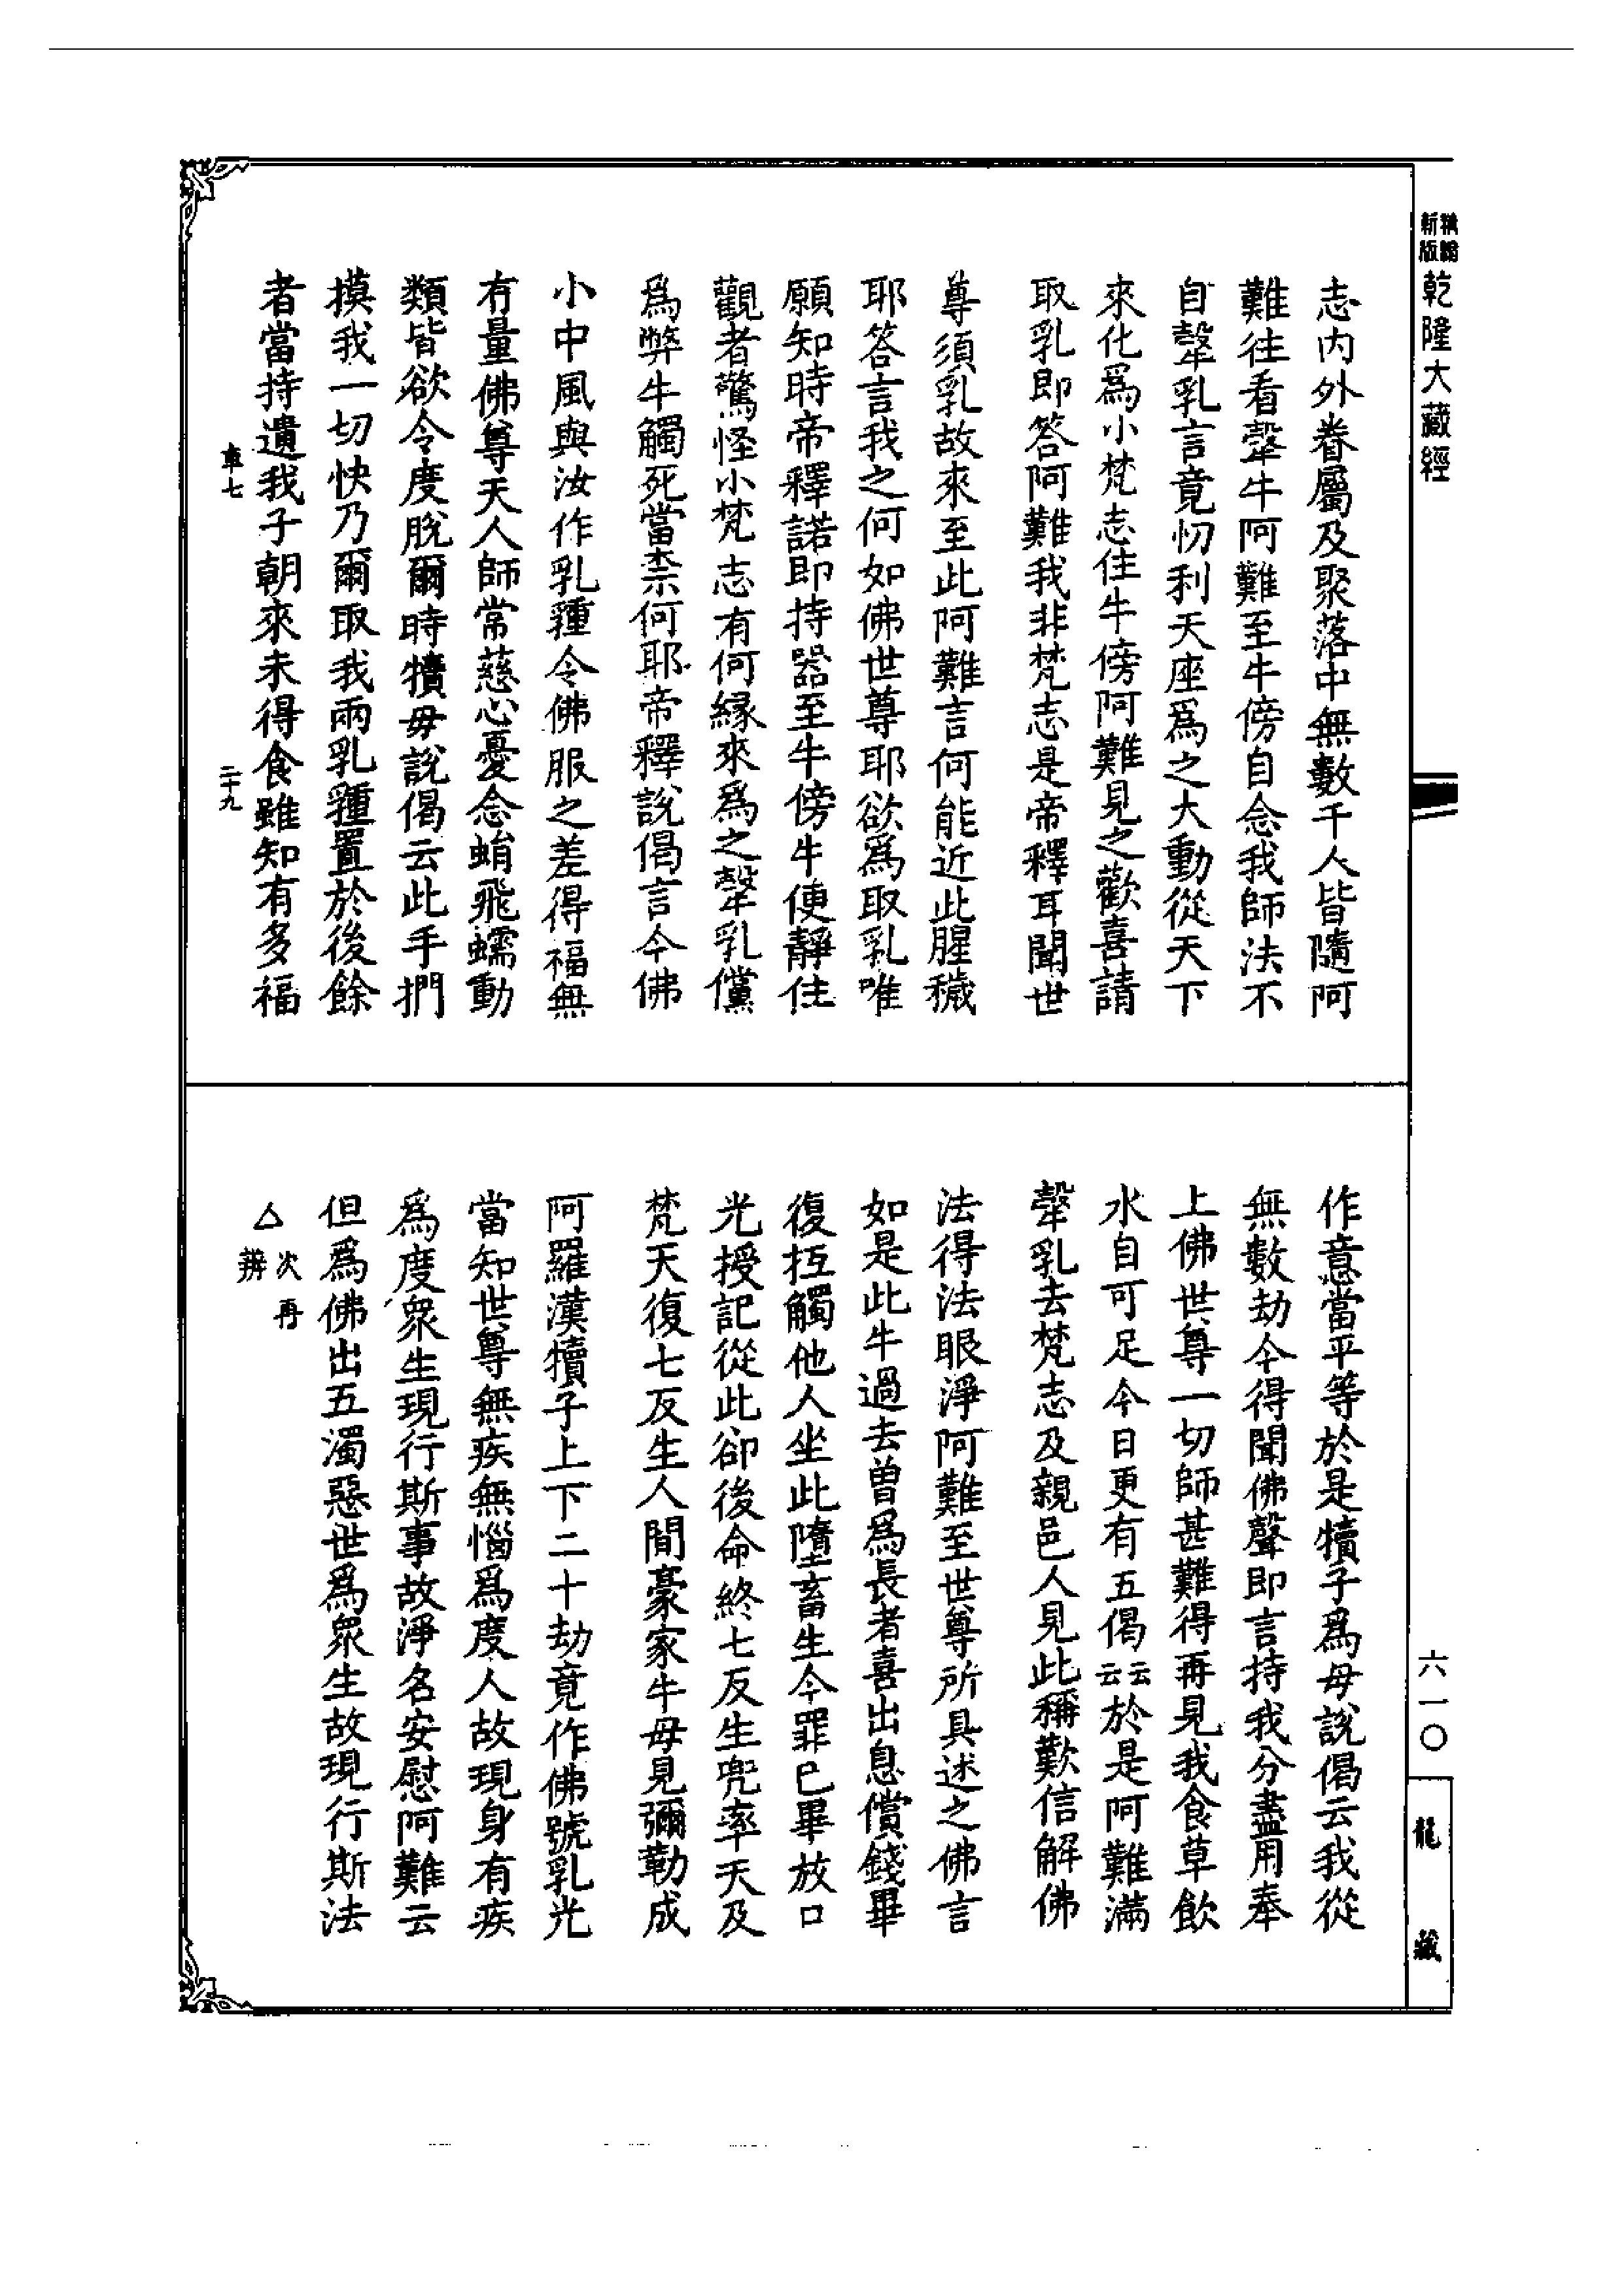 精緻新版
乾隆大藏經
志內外眷屬及聚落中無數千人皆隨阿
難往看㲉牛阿難至牛傍自念我師法不
自㲉乳言竟忉利天座爲之大動從天下
來化爲小梵志住牛傍阿難見之歡喜請
取乳即答阿難我非梵志是帝釋耳聞世
尊須乳故來至此阿難言何能近此腥穢
耶答言我之何如佛世尊耶欲爲取乳唯
願知時帝釋諾即持器至牛傍牛便靜住
觀者驚怪小梵志有何緣來爲之㲉乳儻
爲弊牛觸死當柰何耶帝釋說偈言今佛
小中風與汝作乳湩令佛服之差得福無
有量佛尊天人師常慈心憂念蜎飛蠕動
類皆欲令度脫爾時犢母說偈云此手捫
摸我一切快乃爾取我兩乳湩置於後餘
者當持遺我子朝來未得食雖知有多福
車七
二十九
作意當平等於是犢子爲母說偈云我從
無數劫今得聞佛聲即言持我分盡用奉
上佛世尊一切師甚難得再見我食草飲
水自可足今日更有五偈云云於是阿難滿
㲉乳去梵志及親邑人見此稱歎信解佛
法得法眼淨阿難至世尊所具述之佛言
如是此牛過去曾爲長者喜出息償錢畢
復抂觸他人坐此墮畜生今罪已畢放口
光授記從此卻後命終七反生兜率天及
梵天復七反生人間豪家牛母見彌勒成
阿羅漢犢子上下二十劫竟作佛號乳光
當知世尊無疾無惱爲度人故現身有疾
爲度眾生現行斯事故淨名安慰阿難云
但爲佛出五濁惡世爲眾生故現行斯法
△次再
辨
六一〇
龍藏